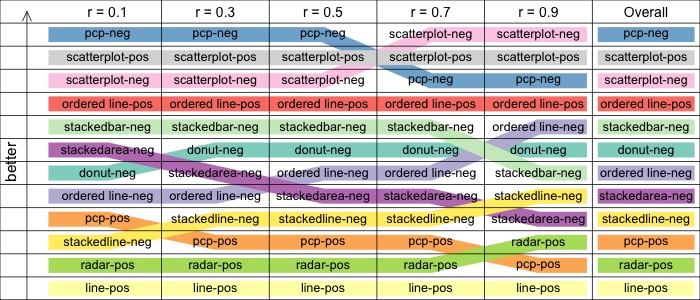 r = 0.1 r = 0.3 r = 0.5 r = 0.7 r = 0.9 Overall
pcp-neg pcp-neg pcp-neg scatterplot-neg scatterplot-neg pcp-neg
scatterplot-pos scatterplot-pos scatterplot-pos scatterplot-pos scatterplot-pos scatterplot-pos
scatterplot-neg scatterplot-neg scatterplot-neg pcp-neg pcp-neg scatterplot-neg
ordered line-pos ordered line-pos ordered line-pos ordered line-pos ordered line-pos ordered line-pos
stackedbar-neg stackedbar-neg stackedbar-neg stackedbar-neg ordered line-neg stackedbar-neg
stackedarea-neg donut-neg donut-neg donut-neg donut-neg donut-neg
donut-neg stackedarea-neg ordered line-neg ordered line-neg stackedbar-neg ordered line-neg
ordered line-neg ordered line-neg stackedarea-neg stackedarea-neg stackedline-neg stackedarea-neg
pcp-pos stackedline-neg stackedline-neg stackedline-neg stackedarea-neg stackedline-neg
stackedline-neg pcp-pos pcp-pos pcp-pos radar-pos pcp-pos
radar-pos radar-pos radar-pos radar-pos pcp-pos radar-pos
line-pos line-pos line-pos line-pos line-pos line-pos
better